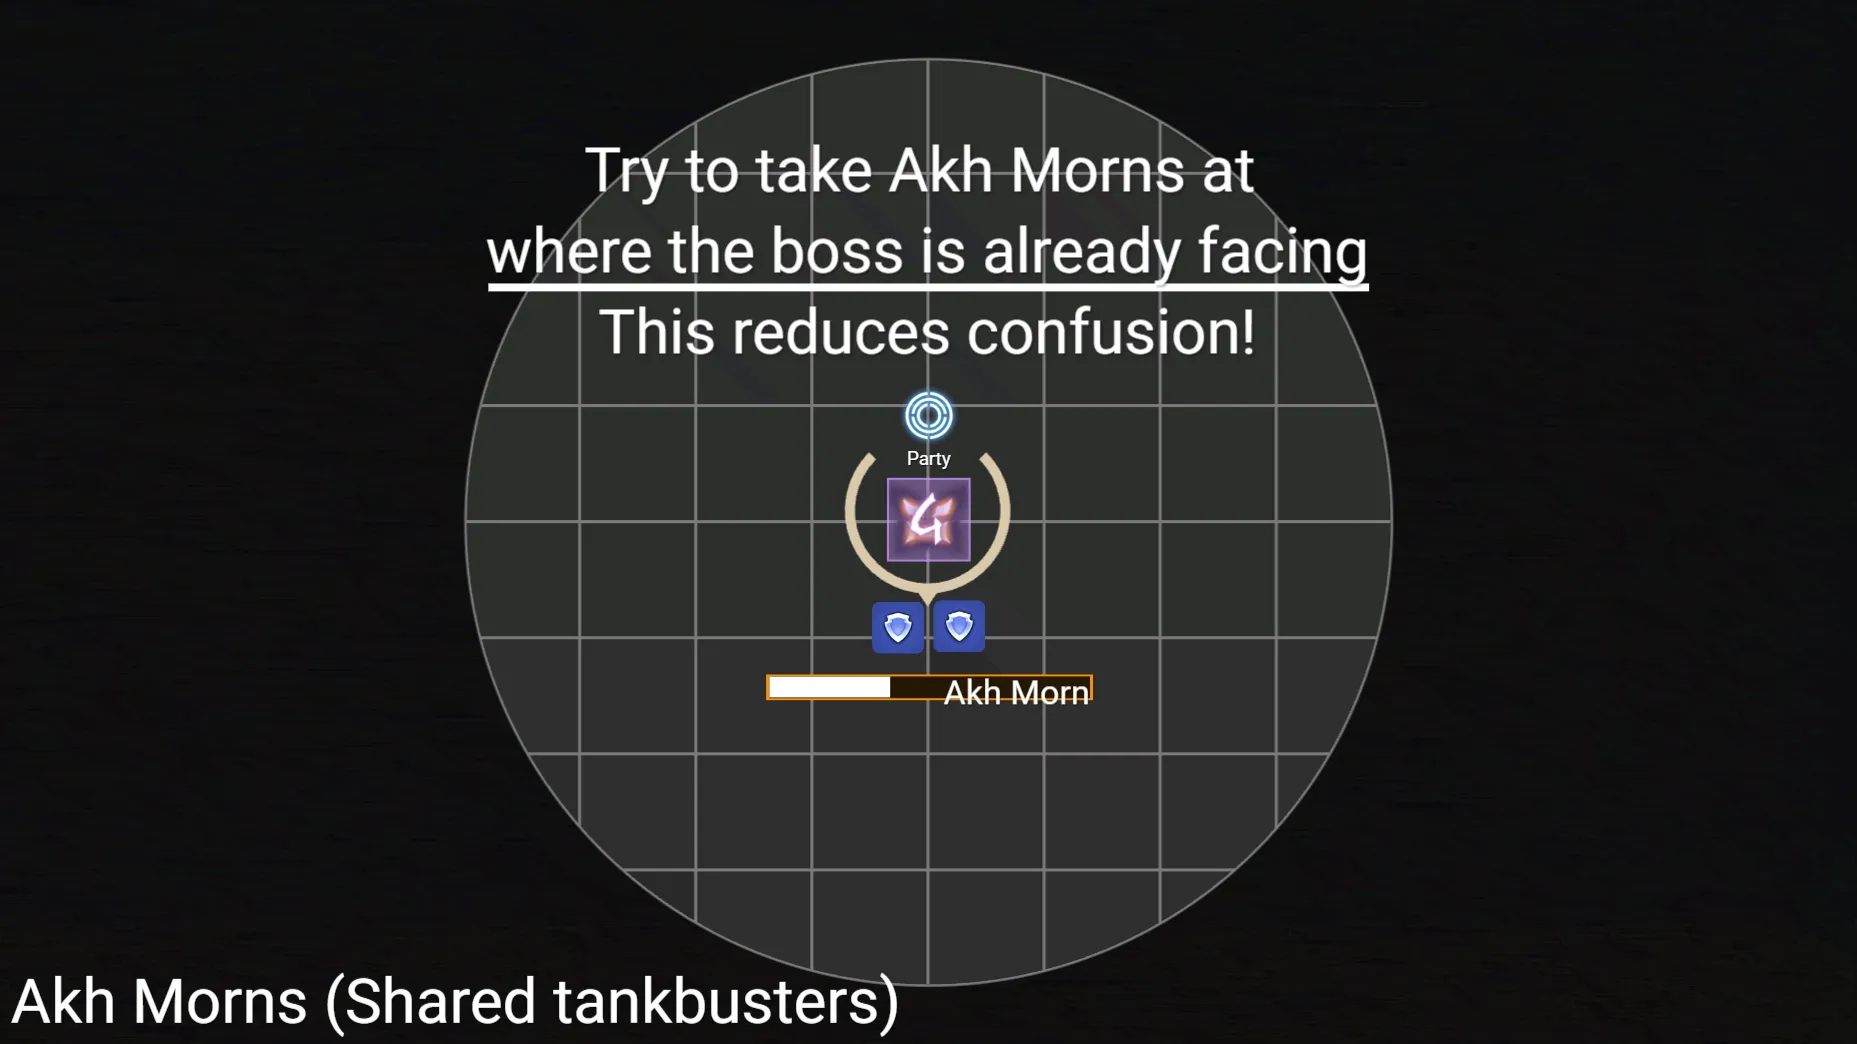 Try to take Akh Morns at
where the boss is already facing
This reduces confusion!
Party
Akh Morn
Akh Morns (Shared tankbusters)